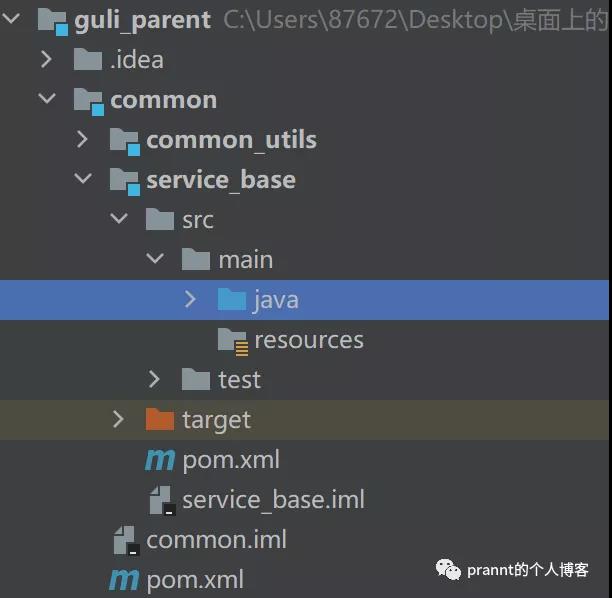 guli_parent C:\Users\87672\Desktop\桌面上的
.idea
common
common_utils
service_base
src
main
java
resources
test
target
m pom.xml
service_base.iml
common.iml
m pom.xml
prannt的个人博客